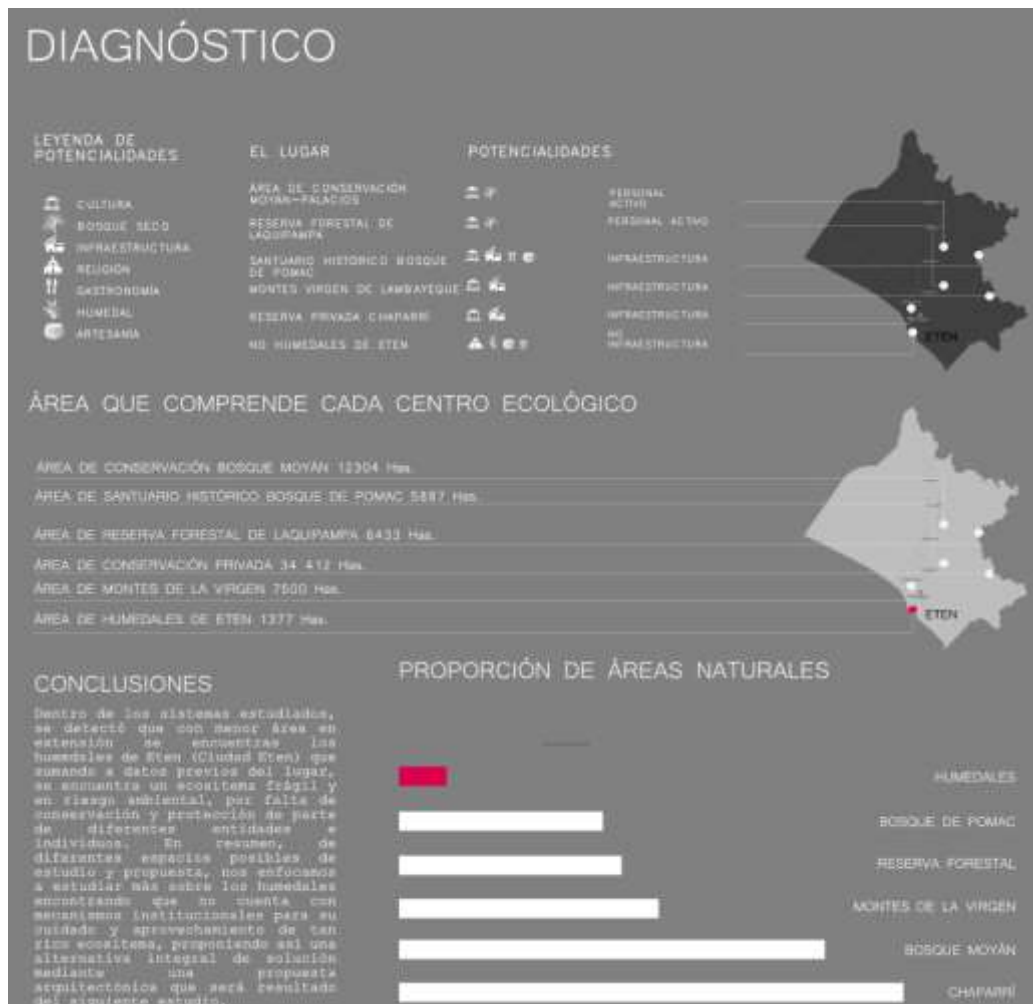 DIAGNÓSTICO
LEYENDA DE
POTENCIALIDADES
CULTURA
BOSQUE SECO
INFRAESTRUCTURA
RELIGIÓN
GASTRONOMÍA
HUMEDAL
ARTESANIA
EL LUGAR
ÁREA DE CONSERVACIÓN
MOYÁN-PALACIOS
RESERVA FORESTAL DE
LAQUIPAMPA
SANTUARIO HISTÓRICO BOSQUE
DE POMAC
MONTES VIRGEN DE LAMBAYEQUE
RESERVA PRIVADA CHAPARRÍ
NO HUMEDALES DE ETEN
POTENCIALIDADES
PERSONAL
ACTIVO
PERSONAL ACTIVO
INFRAESTRUCTURA
INFRAESTRUCTURA
INFRAESTRUCTURA
NO
INFRAESTRUCTURA
ETEN
ÁREA QUE COMPRENDE CADA CENTRO ECOLÓGICO
ÁREA DE CONSERVACIÓN BOSQUE MOYÁN 12304 Has.
ÁREA DE SANTUARIO HISTÓRICO BOSQUE DE POMAC 5887 Has.
ÁREA DE RESERVA FORESTAL DE LAQUIPAMPA 8433 Has.
ÁREA DE CONSERVACIÓN PRIVADA 34 412 Has.
ÁREA DE MONTES DE LA VIRGEN 7500 Has.
ÁREA DE HUMEDALES DE ETEN 1377 Has.
ETEN
CONCLUSIONES
Dentro de los sistemas estudiados,
se detectó que con menor área en
extensión se encuentras los
humedales de Eten (Ciudad Eten) que
sumando a datos previos del lugar,
se encuentra un ecositema frágil y
en riesgo ambiental, por falta de
conservación y protección de parte
de diferentes entidades e
individuos. En resumen, de
diferentes espacios posibles de
estudio y propuesta, nos enfocamos
a estudiar más sobre los humedales
encontrando que no cuenta con
mecanismos institucionales para su
cuidado y aprovechamiento de tan
rico ecositema, proponiendo así una
alternativa integral de solución
mediante una propuesta
arquitectónica que será resultado
del siguiente estudio.
PROPORCIÓN DE ÁREAS NATURALES
HUMEDALES
BOSQUE DE POMAC
RESERVA FORESTAL
MONTES DE LA VIRGEN
BOSQUE MOYÁN
CHAPARRÍ